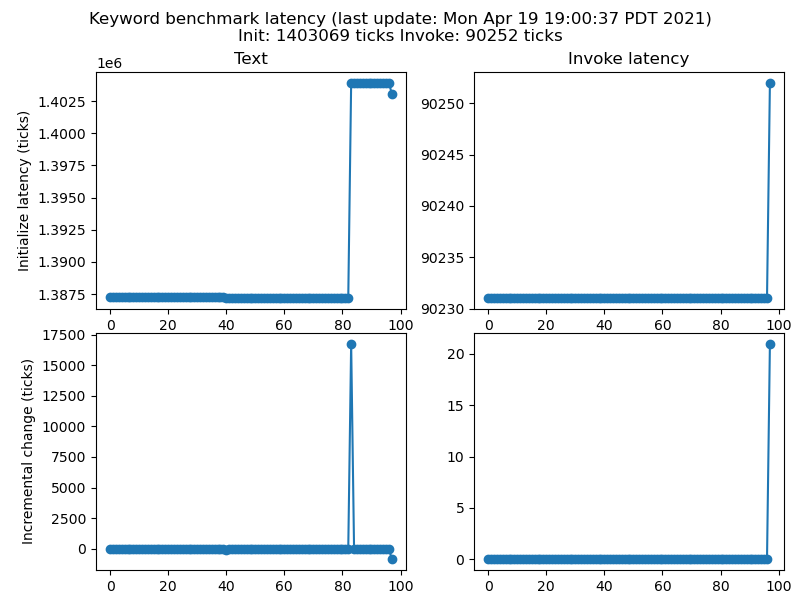 Keyword benchmark latency (last update: Mon Apr 19 19:00:37 PDT 2021)
Init: 1403069 ticks Invoke: 90252 ticks
Text
1e6
Initialize latency (ticks)
1.4025
1.4000
1.3975
1.3950
1.3925
1.3900
1.3875
0 20 40 60 80 100
Invoke latency
90250
90245
90240
90235
90230
0 20 40 60 80 100
Incremental change (ticks)
17500
15000
12500
10000
7500
5000
2500
0
0 20 40 60 80 100
20
15
10
5
0
0 20 40 60 80 100